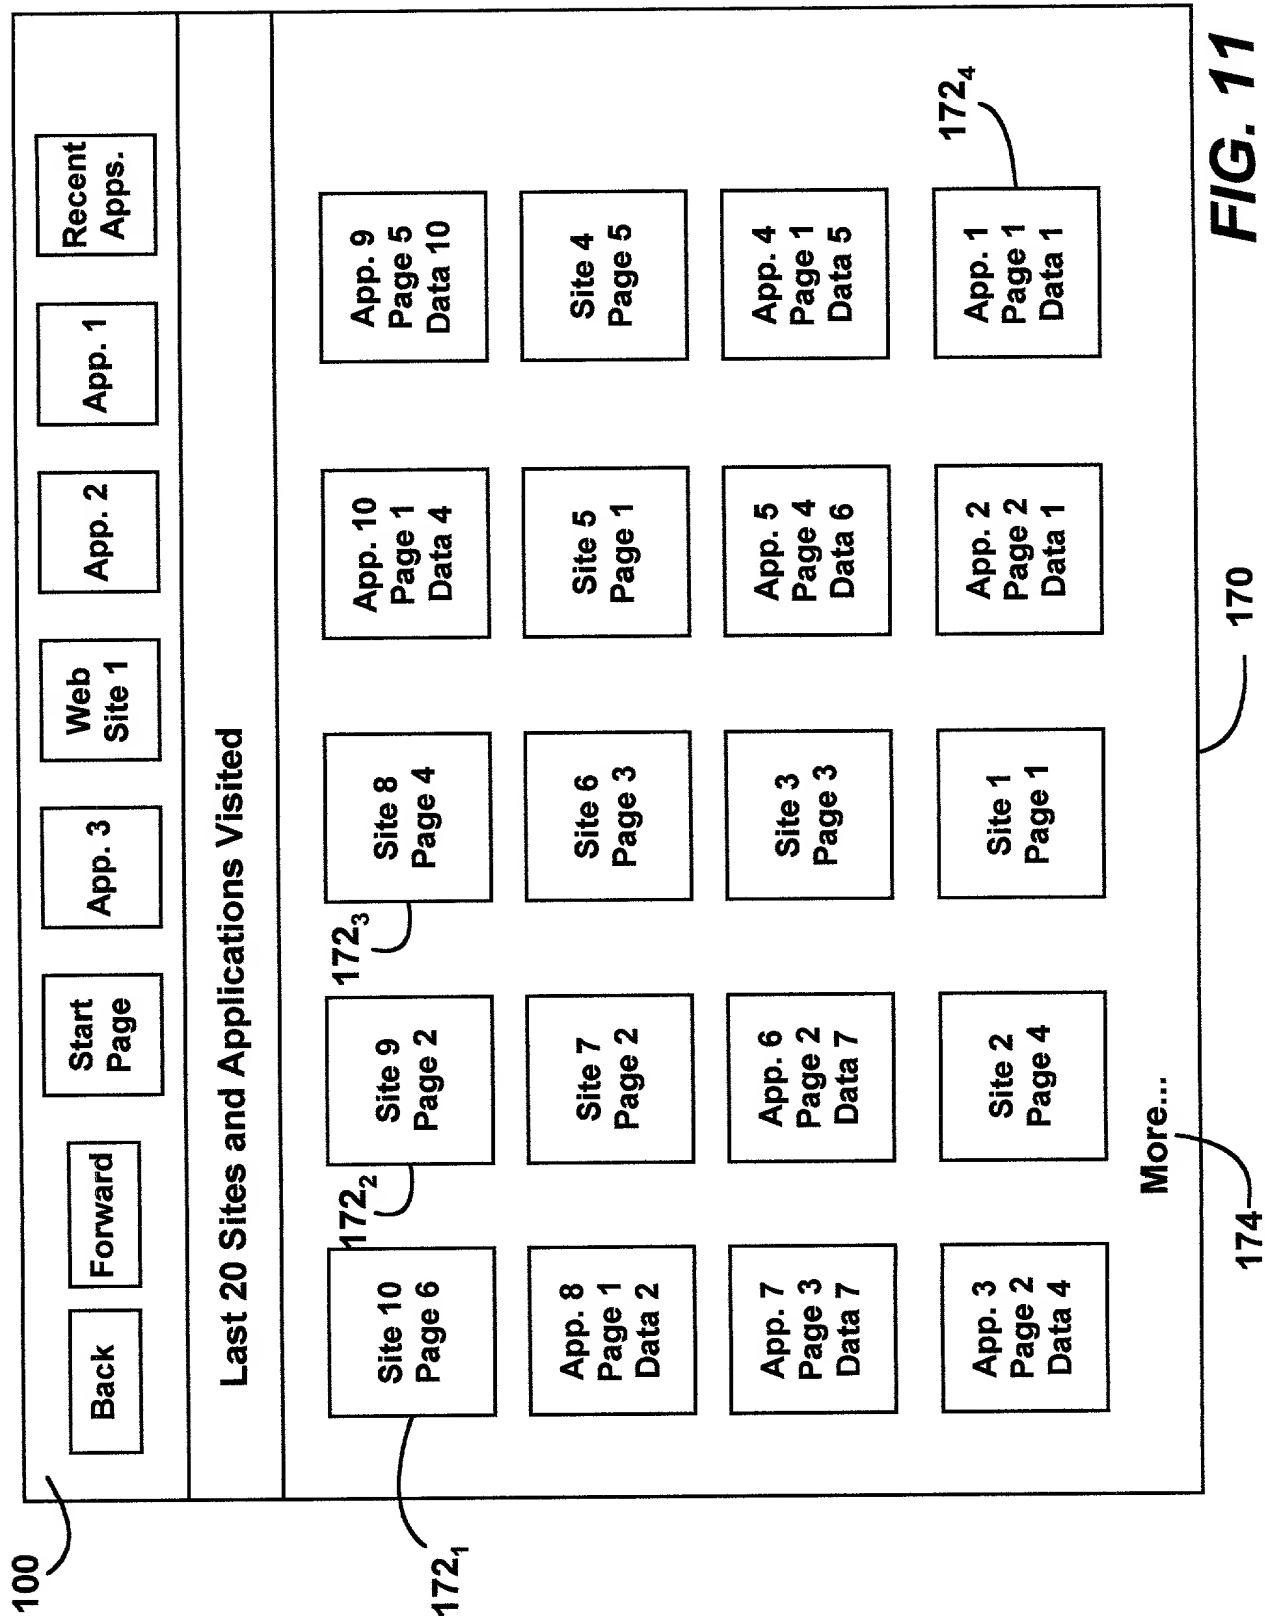 100
Back
Forward
Start
Page
App. 3
Web
Site 1
App. 2
App. 1
Recent
Apps.
Last 20 Sites and Applications Visited
172₁
Site 10
Page 6
172₂
Site 9
Page 2
172₃
Site 8
Page 4
App. 10
Page 1
Data 4
App. 9
Page 5
Data 10
App. 8
Page 1
Data 2
Site 7
Page 2
Site 6
Page 3
Site 5
Page 1
Site 4
Page 5
App. 7
Page 3
Data 7
App. 6
Page 2
Data 7
Site 3
Page 3
App. 5
Page 4
Data 6
App. 4
Page 1
Data 5
App. 3
Page 2
Data 4
Site 2
Page 4
Site 1
Page 1
App. 2
Page 2
Data 1
App. 1
Page 1
Data 1
172₄
More...
174
170
FIG. 11